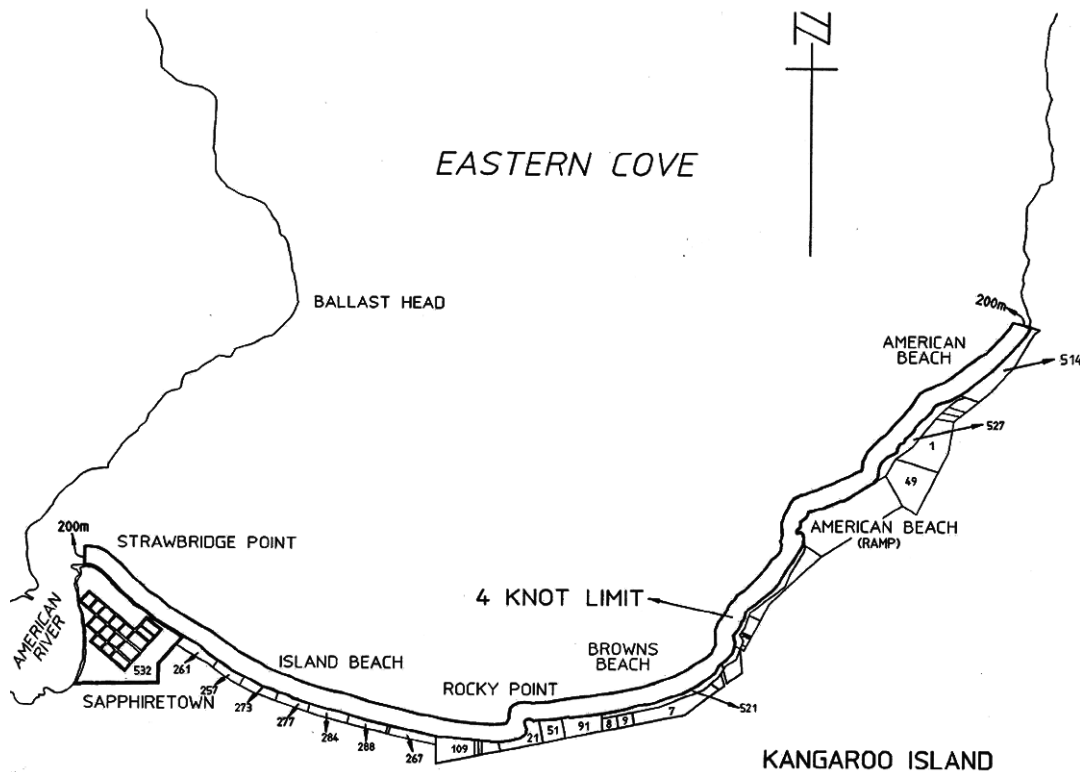 N
EASTERN COVE
BALLAST HEAD
200m
AMERICAN
BEACH
514
527
1
49
200m
STRAWBRIDGE POINT
AMERICAN BEACH
(RAMP)
4 KNOT LIMIT
AMERICAN
RIVER
BROWNS
BEACH
532
261
ISLAND BEACH
257
SAPPHIRETOWN
273
ROCKY POINT
277
284
288
267
109
21
51
91
8
9
7
521
KANGAROO ISLAND